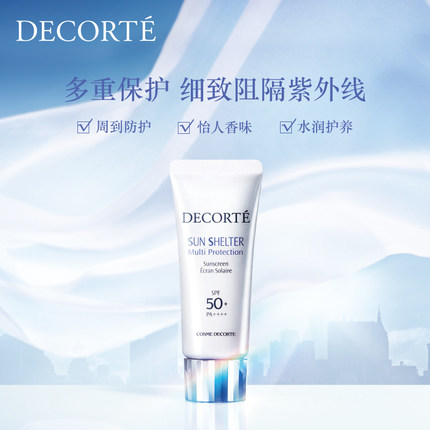 DECORTÉ
多重保护 细致阻隔紫外线
周到防护 怡人香味 水润护养
DECORTÉ
SUN SHELTER
Multi Protection
Sunscreen
Écran Solaire
SPF
50+
PA++++
COSME DECORTE